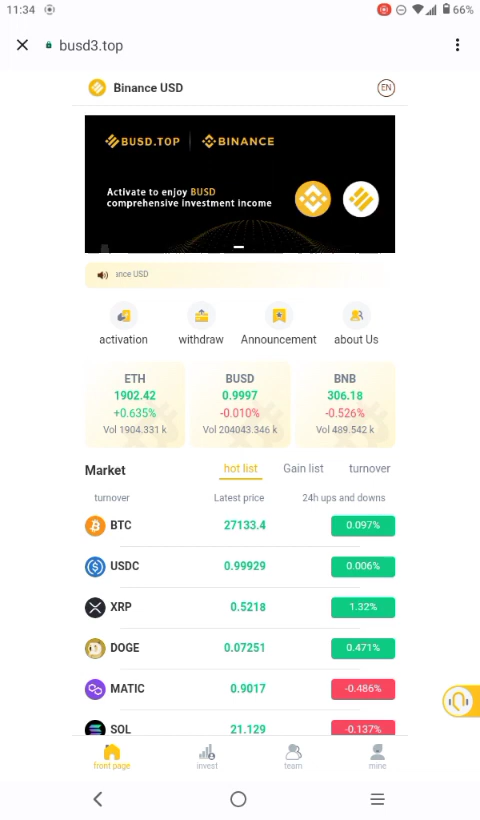 11:34
66%
busd3.top
Binance USD
EN
BUSD.TOP
BINANCE
Activate to enjoy BUSD
comprehensive investment income
ance USD
activation withdraw Announcement about Us
ETH BUSD BNB
1902.42 0.9997 306.18
+0.635% -0.010% -0.526%
Vol 1904.331 k Vol 204043.346 k Vol 489.542 k
Market hot list Gain list turnover
turnover Latest price 24h ups and downs
BTC 27133.4 0.097%
USDC 0.99929 0.006%
XRP 0.5218 1.32%
DOGE 0.07251 0.471%
MATIC 0.9017 -0.486%
SOL 21.129 -0.137%
front page invest team mine